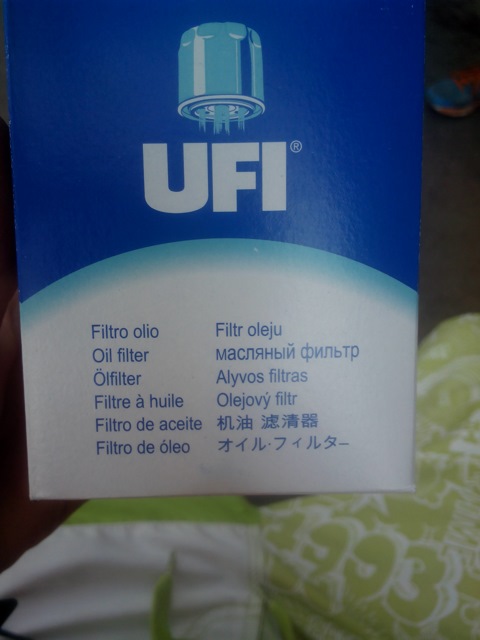 UFI®
Filtro olio
Oil filter
Ölfilter
Filtre à huile
Filtro de aceite
Filtro de óleo
Filtr oleju
масляный фильтр
Alyvos filtras
Olejový filtr
机油 滤清器
オイル·フィルター